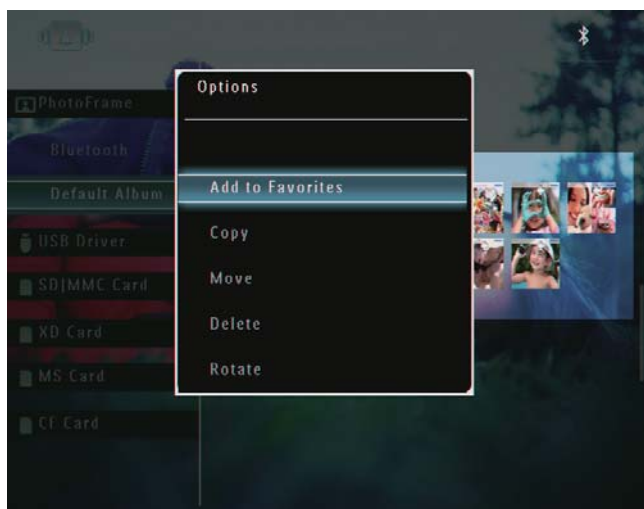 PhotoFrame
Bluetooth
Default Album
USB Driver
SD|MMC Card
XD Card
MS Card
CF Card
Options
Add to Favorites
Copy
Move
Delete
Rotate